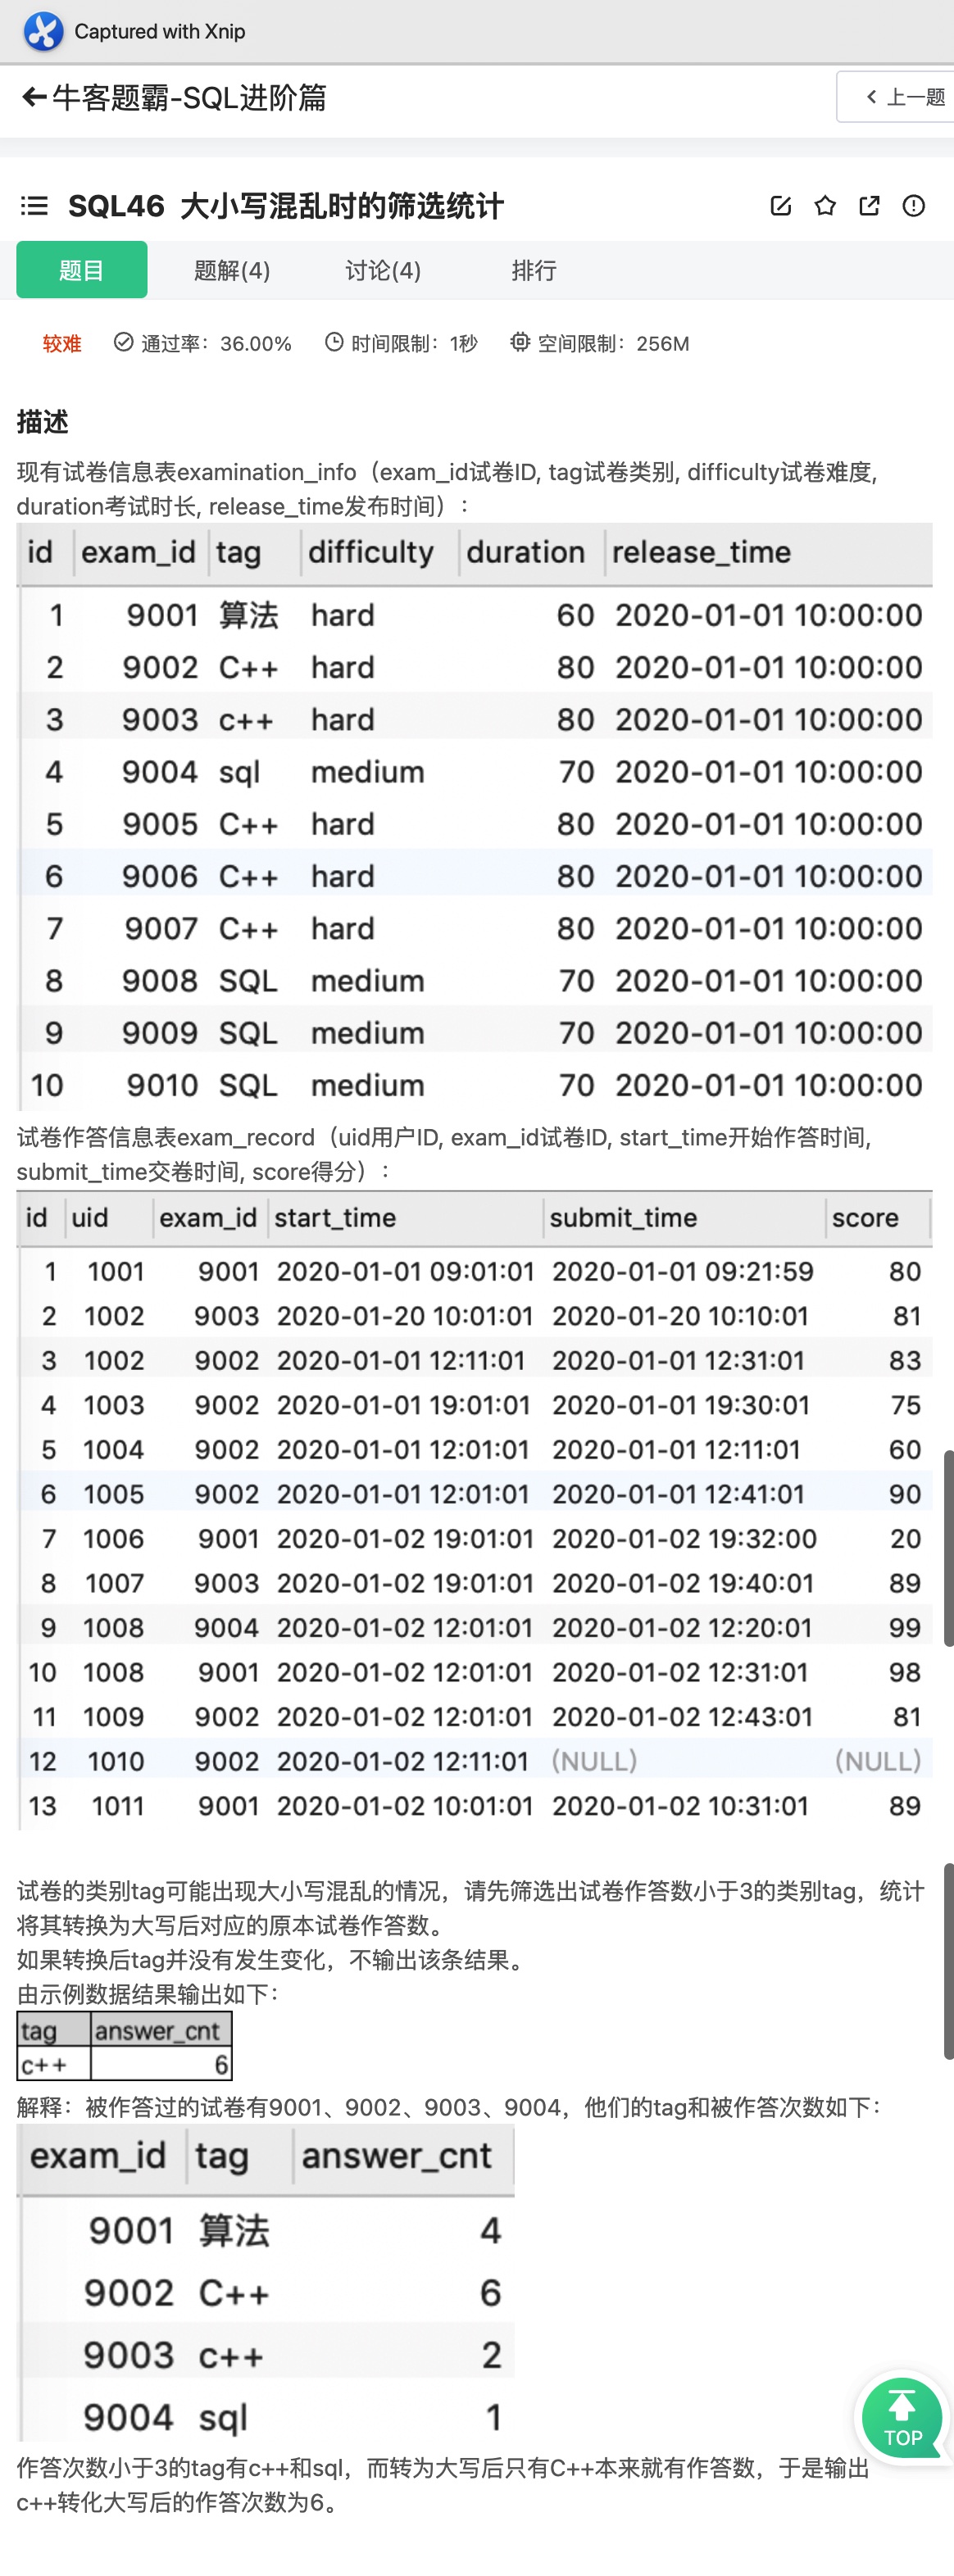 Captured with Xnip
牛客题霸-SQL进阶篇
上一题
SQL46 大小写混乱时的筛选统计
题目 题解(4) 讨论(4) 排行
较难 通过率：36.00% 时间限制：1秒 空间限制：256M
描述
现有试卷信息表examination_info（exam_id试卷ID, tag试卷类别, difficulty试卷难度,
duration考试时长, release_time发布时间）：
id exam_id tag difficulty duration release_time
1 9001 算法 hard 60 2020-01-01 10:00:00
2 9002 C++ hard 80 2020-01-01 10:00:00
3 9003 c++ hard 80 2020-01-01 10:00:00
4 9004 sql medium 70 2020-01-01 10:00:00
5 9005 C++ hard 80 2020-01-01 10:00:00
6 9006 C++ hard 80 2020-01-01 10:00:00
7 9007 C++ hard 80 2020-01-01 10:00:00
8 9008 SQL medium 70 2020-01-01 10:00:00
9 9009 SQL medium 70 2020-01-01 10:00:00
10 9010 SQL medium 70 2020-01-01 10:00:00
试卷作答信息表exam_record（uid用户ID, exam_id试卷ID, start_time开始作答时间,
submit_time交卷时间, score得分）：
id uid exam_id start_time submit_time score
1 1001 9001 2020-01-01 09:01:01 2020-01-01 09:21:59 80
2 1002 9003 2020-01-20 10:01:01 2020-01-20 10:10:01 81
3 1002 9002 2020-01-01 12:11:01 2020-01-01 12:31:01 83
4 1003 9002 2020-01-01 19:01:01 2020-01-01 19:30:01 75
5 1004 9002 2020-01-01 12:01:01 2020-01-01 12:11:01 60
6 1005 9002 2020-01-01 12:01:01 2020-01-01 12:41:01 90
7 1006 9001 2020-01-02 19:01:01 2020-01-02 19:32:00 20
8 1007 9003 2020-01-02 19:01:01 2020-01-02 19:40:01 89
9 1008 9004 2020-01-02 12:01:01 2020-01-02 12:20:01 99
10 1008 9001 2020-01-02 12:01:01 2020-01-02 12:31:01 98
11 1009 9002 2020-01-02 12:01:01 2020-01-02 12:43:01 81
12 1010 9002 2020-01-02 12:11:01 (NULL) (NULL)
13 1011 9001 2020-01-02 10:01:01 2020-01-02 10:31:01 89
试卷的类别tag可能出现大小写混乱的情况，请先筛选出试卷作答数小于3的类别tag，统计
将其转换为大写后对应的原本试卷作答数。
如果转换后tag并没有发生变化，不输出该条结果。
由示例数据结果输出如下：
tag answer_cnt
c++ 6
解释：被作答过的试卷有9001、9002、9003、9004，他们的tag和被作答次数如下：
exam_id tag answer_cnt
9001 算法 4
9002 C++ 6
9003 c++ 2
9004 sql 1
TOP
作答次数小于3的tag有c++和sql，而转为大写后只有C++本来就有作答数，于是输出
c++转化大写后的作答次数为6。